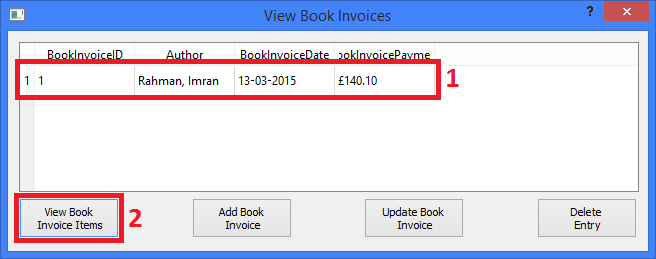 View Book Invoices
?
BookInvoiceID Author BookInvoiceDate ookInvoicePayme
1 1 Rahman, Imran 13-03-2015 £140.10
1
View Book
Invoice Items
2
Add Book
Invoice
Update Book
Invoice
Delete
Entry